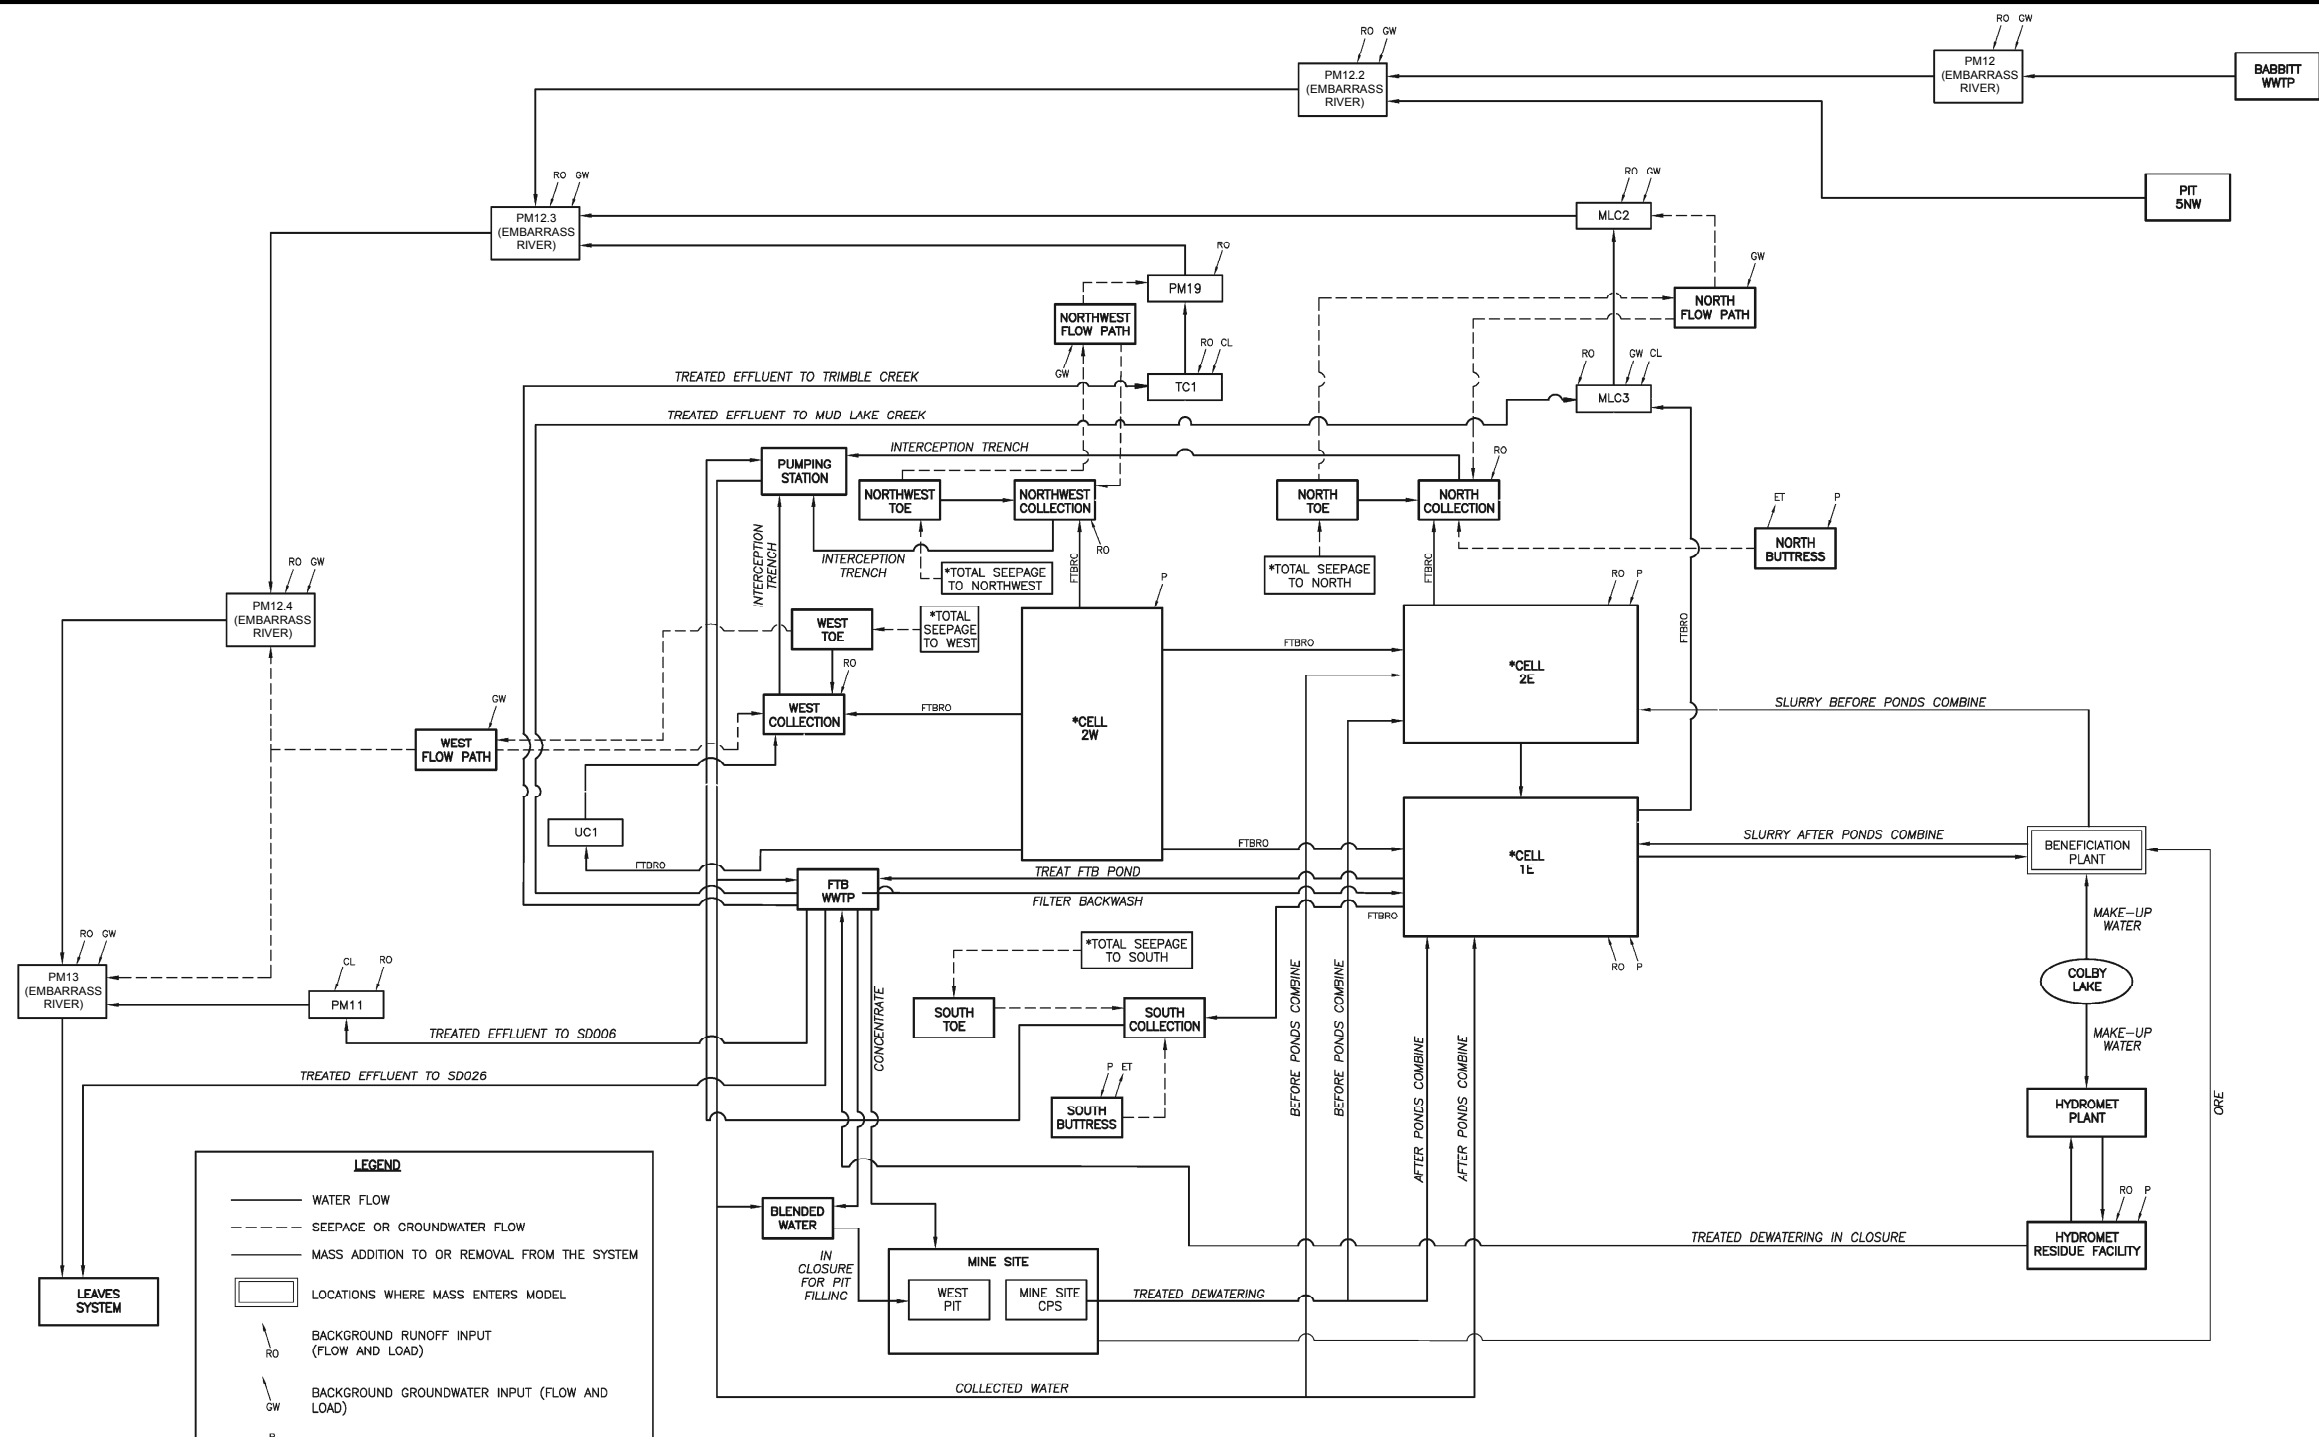 RO GW
RO GW
PM12.2
(EMBARRASS
RIVER)
PM12
(EMBARRASS
RIVER)
BABBITT
WWTP
RO GW
PM12.3
(EMBARRASS
RIVER)
RO GW
MLC2
PIT
5NW
RO
PM19
GW
NORTHWEST
FLOW PATH
GW
NORTH
FLOW PATH
RO CL
TC1
RO
GW CL
MLC3
TREATED EFFLUENT TO TRIMBLE CREEK
TREATED EFFLUENT TO MUD LAKE CREEK
INTERCEPTION TRENCH
PUMPING
STATION
NORTHWEST
TOE
NORTHWEST
COLLECTION
RO
NORTH
TOE
NORTH
COLLECTION
RO
ET
P
NORTH
BUTTRESS
INTERCEPTION
TRENCH
INTERCEPTION
TRENCH
*TOTAL SEEPAGE
TO NORTHWEST
FTBRO
*TOTAL SEEPAGE
TO NORTH
FTBRO
RO GW
PM12.4
(EMBARRASS
RIVER)
WEST
TOE
*TOTAL
SEEPAGE
TO WEST
P
RO P
FTBRO
FTBRO
*CELL
2E
RO
WEST
COLLECTION
FTBRO
*CELL
2W
GW
WEST
FLOW PATH
SLURRY BEFORE PONDS COMBINE
UC1
FTBRO
FTBRO
*CELL
1E
SLURRY AFTER PONDS COMBINE
BENEFICIATION
PLANT
FTB
WWTP
TREAT FTB POND
FILTER BACKWASH
FTBRO
RO P
MAKE-UP
WATER
COLBY
LAKE
MAKE-UP
WATER
RO GW
PM13
(EMBARRASS
RIVER)
CL
RO
PM11
*TOTAL SEEPAGE
TO SOUTH
SOUTH
TOE
SOUTH
COLLECTION
P ET
SOUTH
BUTTRESS
CONCENTRATE
BEFORE PONDS COMBINE
BEFORE PONDS COMBINE
AFTER PONDS COMBINE
AFTER PONDS COMBINE
TREATED EFFLUENT TO SD006
TREATED EFFLUENT TO SD026
HYDROMET
PLANT
ORE
RO P
HYDROMET
RESIDUE FACILITY
TREATED DEWATERING IN CLOSURE
BLENDED
WATER
IN
CLOSURE
FOR PIT
FILLING
MINE SITE
WEST
PIT
MINE SITE
CPS
TREATED DEWATERING
COLLECTED WATER
LEAVES
SYSTEM
LEGEND
WATER FLOW
SEEPAGE OR GROUNDWATER FLOW
MASS ADDITION TO OR REMOVAL FROM THE SYSTEM
LOCATIONS WHERE MASS ENTERS MODEL
RO
BACKGROUND RUNOFF INPUT
(FLOW AND LOAD)
GW
BACKGROUND GROUNDWATER INPUT (FLOW AND
LOAD)